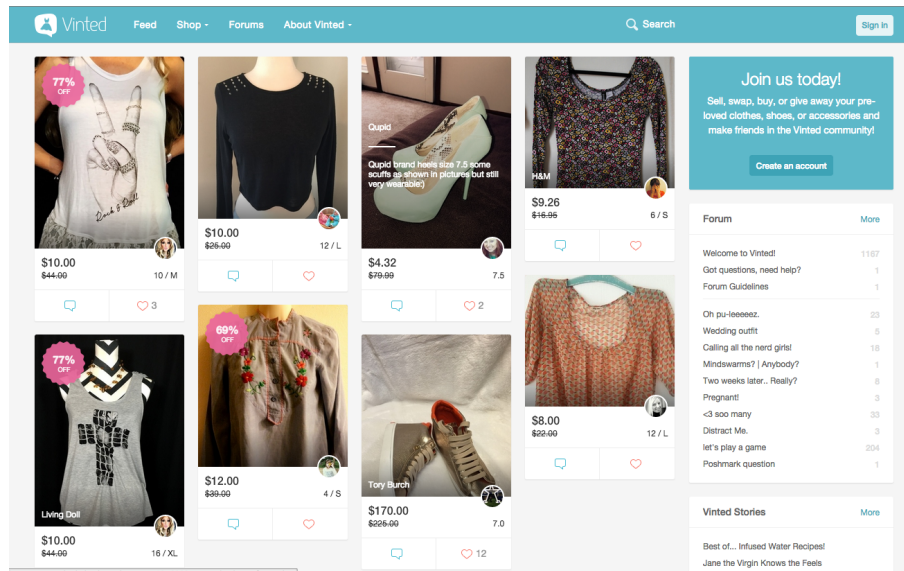 Vinted
Feed
Shop
Forums
About Vinted
Search
Sign in
77%
OFF
Rock & Roll!
$10.00
$44.00
10 / M
3
77%
OFF
Living Doll
$10.00
$44.00
16 / XL
$10.00
$25.00
12 / L
69%
OFF
$12.00
$39.00
4 / S
Qupid
Qupid brand heels size 7.5 some
scuffs as shown in pictures but still
very wearable!)
$4.32
$79.99
7.5
2
Tory Burch
$170.00
$225.00
7.0
12
H&M
$9.26
$16.95
6 / S
$8.00
$22.00
12 / L
Join us today!
Sell, swap, buy, or give away your pre-
loved clothes, shoes, or accessories and
make friends in the Vinted community!
Create an account
Forum More
Welcome to Vinted! 1187
Got questions, need help? 1
Forum Guidelines 1
Oh pu-leeeeez. 23
Wedding outfit 5
Calling all the nerd girls! 18
Mindswarms? | Anybody? 1
Two weeks later.. Really? 8
Pregnant! 3
<3 soo many 33
Distract Me. 3
let's play a game 204
Poshmark question 1
Vinted Stories More
Best of... Infused Water Recipes!
Jane the Virgin Knows the Feels